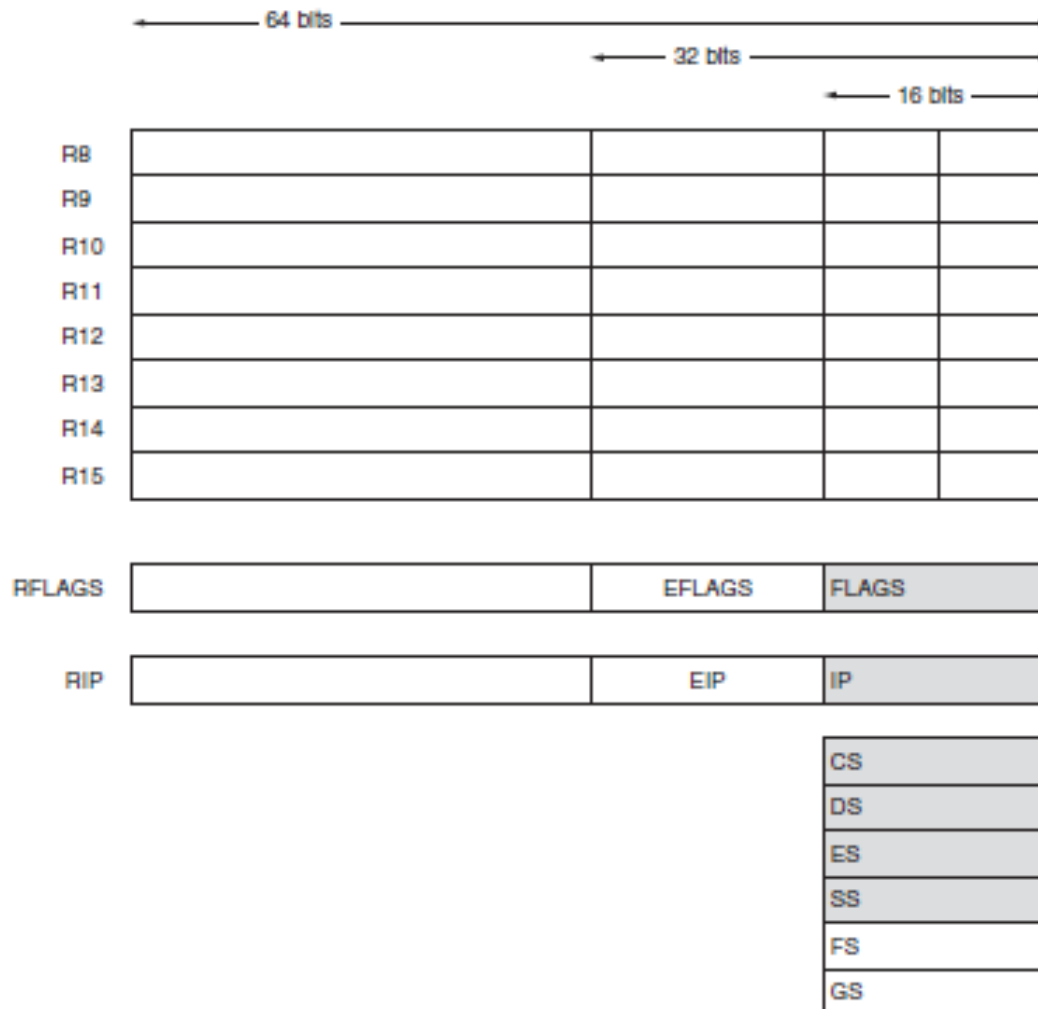 64 bits
32 bits
16 bits
R8
R9
R10
R11
R12
R13
R14
R15
RFLAGS EFLAGS FLAGS
RIP EIP IP
CS
DS
ES
SS
FS
GS